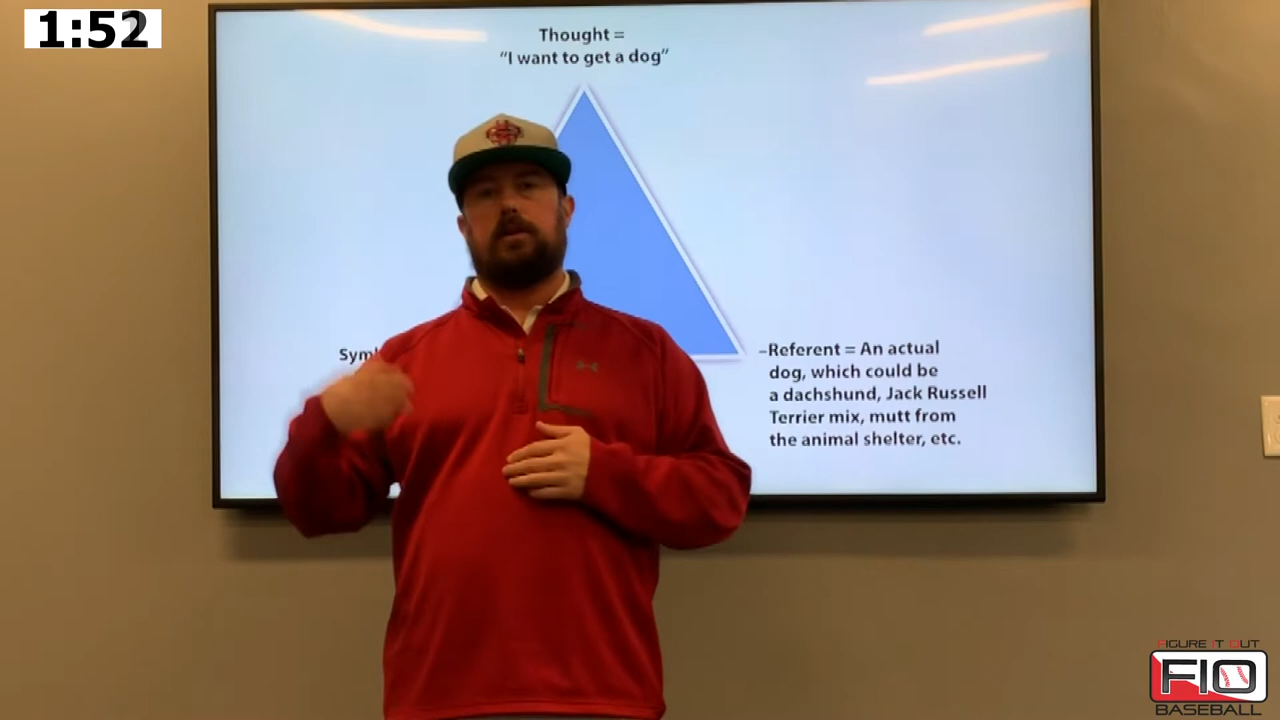 1:52
Thought =
“I want to get a dog”
–Referent = An actual
dog, which could be
a dachshund, Jack Russell
Terrier mix, mutt from
the animal shelter, etc.
FIGURE IT OUT
FIO
BASEBALL